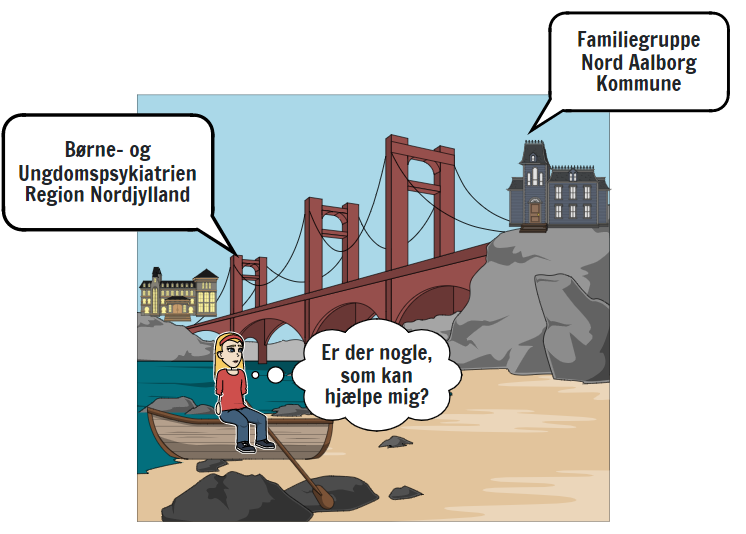 Familiegruppe
Nord Aalborg
Kommune
Børne- og
Ungdomspsykiatrien
Region Nordjylland
Er der nogle,
som kan
hjælpe mig?